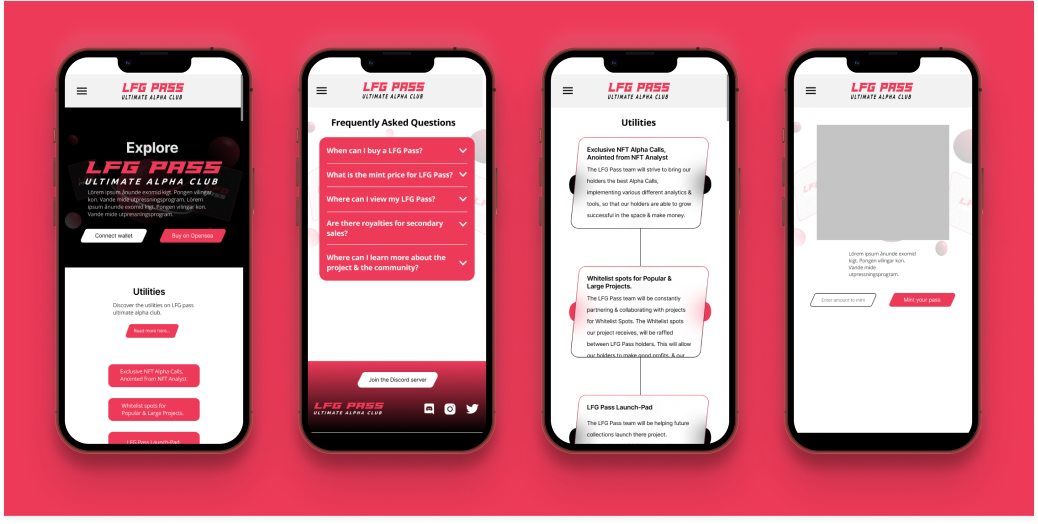 LFG PASS
ULTIMATE ALPHA CLUB
Explore
LFG PASS
ULTIMATE ALPHA CLUB
Lörem ipsum ånunde exomid kigt. Pongen vilingar
kon. Vande mide utpressningsprogram, Lörem
ipsum ånunde exomid kigt. Pongen vilingar kon.
Vande mide utpressningsprogram.
Connect wallet
Buy on Opensea
Utilities
Discover the utilities on LFG pass
ultimate alpha club.
Read more here...
Exclusive NFT Alpha Calls,
Anointed from NFT Analyst
Whitelist spots for
Popular & Large Projects.
LFG Pass Launch-Pad
LFG PASS
ULTIMATE ALPHA CLUB
Frequently Asked Questions
When can I buy a LFG Pass?
What is the mint price for LFG Pass?
Where can I view my LFG Pass?
Are there royalties for secondary
sales?
Where can I learn more about the
project & the community?
Join the Discord server
LFG PASS
ULTIMATE ALPHA CLUB
LFG PASS
ULTIMATE ALPHA CLUB
Utilities
Exclusive NFT Alpha Calls,
Anointed from NFT Analyst
The LFG Pass team will strive to bring our
holders the best Alpha Calls,
implementing various different analytics &
tools, so that our holders are able to grow
successful in the space & make money.
Whitelist spots for Popular &
Large Projects.
The LFG Pass team will be constantly
partnering & collaborating with projects
for Whitelist Spots. The Whitelist spots
our project receives, will be raffled
between LFG Pass holders. This will allow
our holders to make good profits, & our
LFG Pass Launch-Pad
The LFG Pass team will be helping future
collections launch there project.
LFG PASS
ULTIMATE ALPHA CLUB
Lörem ipsum ånunde exomid
kigt. Pongen vilingar kon.
Vande mide
utpressningsprogram.
Enter amount to mint
Mint your pass